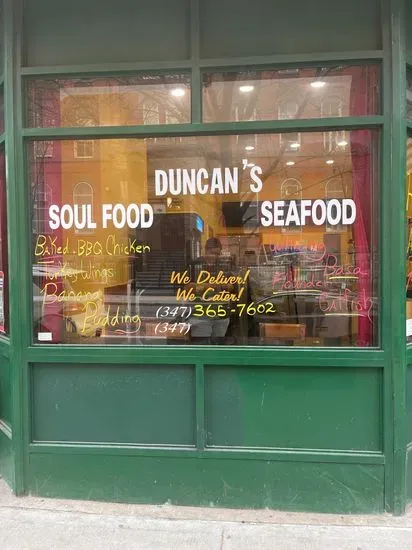 DUNCAN'S
SOUL FOOD
SEAFOOD
Baked-BBQ Chicken
Turkey Wings
Banana
Pudding
We Deliver!
We Cater!
(347) 365-7602
(347)
Whiting
Basa
Flounder
Catfish